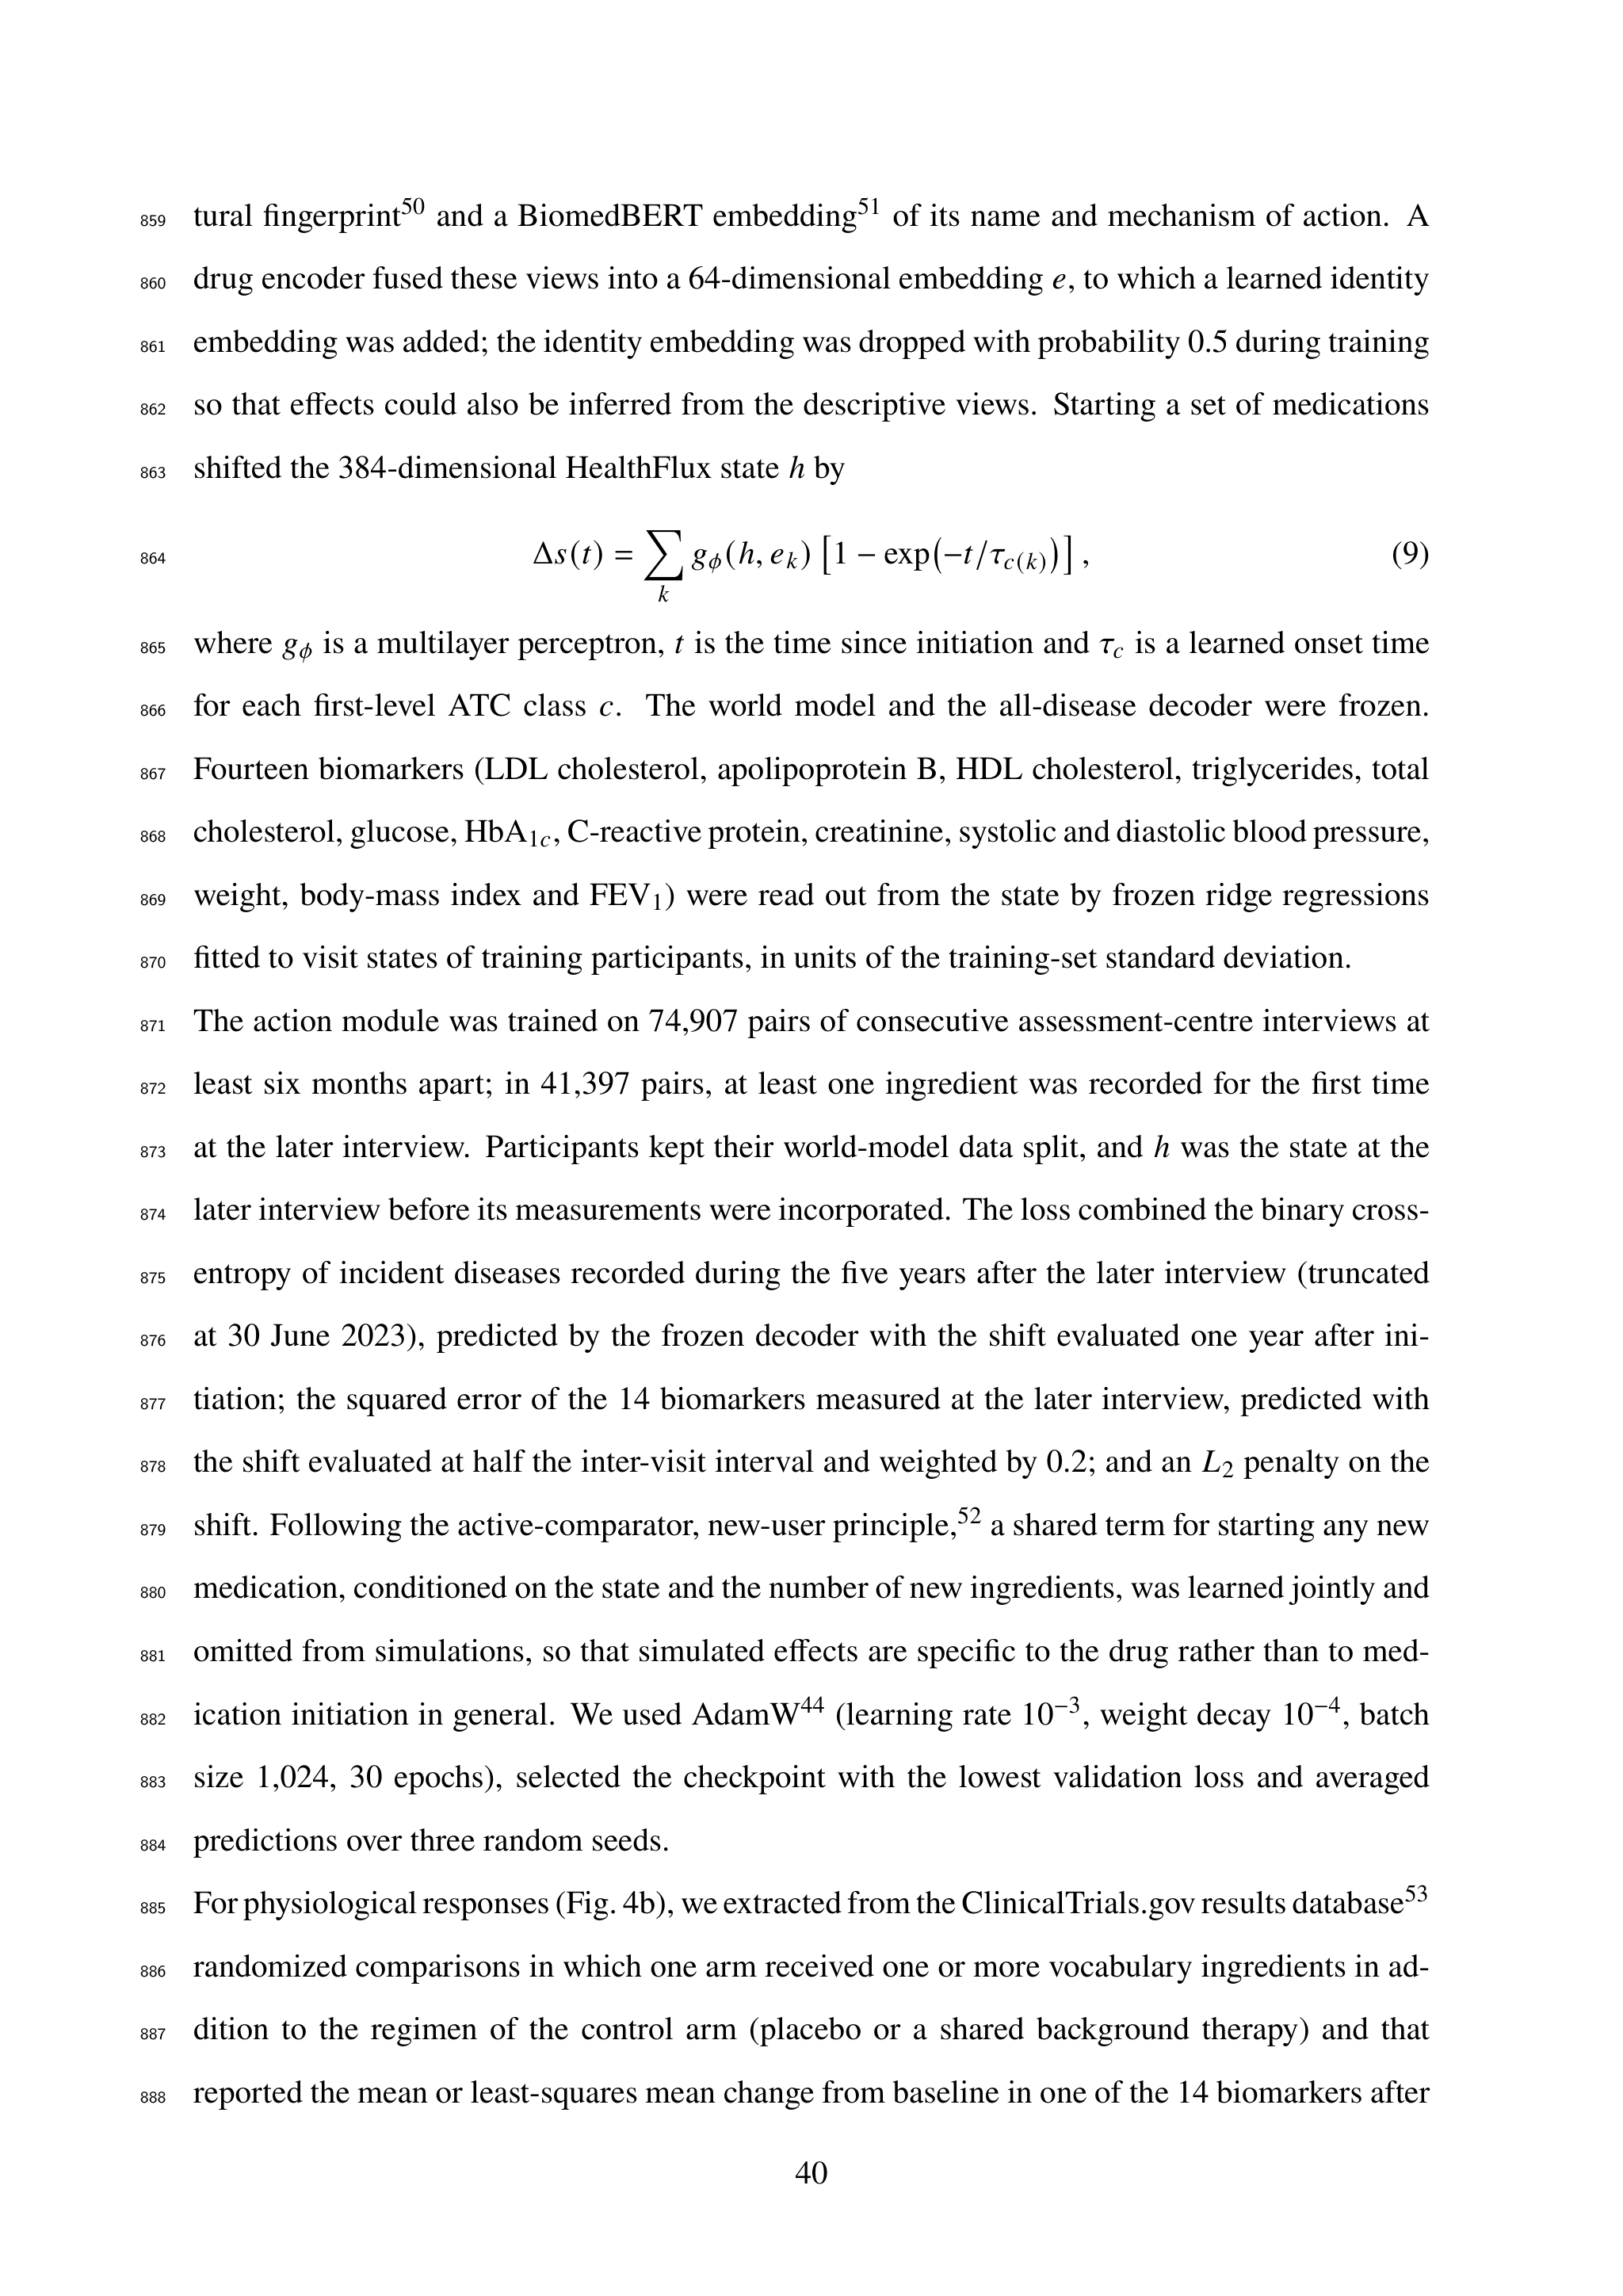 859 tural fingerprint50 and a BiomedBERT embedding51 of its name and mechanism of action. A
860 drug encoder fused these views into a 64-dimensional embedding e, to which a learned identity
861 embedding was added; the identity embedding was dropped with probability 0.5 during training
862 so that effects could also be inferred from the descriptive views. Starting a set of medications
863 shifted the 384-dimensional HealthFlux state h by
864 Δs(t) = ∑k gϕ(h, ek) [1 − exp(−t/τc(k))] , (9)
865 where gϕ is a multilayer perceptron, t is the time since initiation and τc is a learned onset time
866 for each first-level ATC class c. The world model and the all-disease decoder were frozen.
867 Fourteen biomarkers (LDL cholesterol, apolipoprotein B, HDL cholesterol, triglycerides, total
868 cholesterol, glucose, HbA1c, C-reactive protein, creatinine, systolic and diastolic blood pressure,
869 weight, body-mass index and FEV1) were read out from the state by frozen ridge regressions
870 fitted to visit states of training participants, in units of the training-set standard deviation.
871 The action module was trained on 74,907 pairs of consecutive assessment-centre interviews at
872 least six months apart; in 41,397 pairs, at least one ingredient was recorded for the first time
873 at the later interview. Participants kept their world-model data split, and h was the state at the
874 later interview before its measurements were incorporated. The loss combined the binary cross-
875 entropy of incident diseases recorded during the five years after the later interview (truncated
876 at 30 June 2023), predicted by the frozen decoder with the shift evaluated one year after ini-
877 tiation; the squared error of the 14 biomarkers measured at the later interview, predicted with
878 the shift evaluated at half the inter-visit interval and weighted by 0.2; and an L2 penalty on the
879 shift. Following the active-comparator, new-user principle,52 a shared term for starting any new
880 medication, conditioned on the state and the number of new ingredients, was learned jointly and
881 omitted from simulations, so that simulated effects are specific to the drug rather than to med-
882 ication initiation in general. We used AdamW44 (learning rate 10−3, weight decay 10−4, batch
883 size 1,024, 30 epochs), selected the checkpoint with the lowest validation loss and averaged
884 predictions over three random seeds.
885 For physiological responses (Fig. 4b), we extracted from the ClinicalTrials.gov results database53
886 randomized comparisons in which one arm received one or more vocabulary ingredients in ad-
887 dition to the regimen of the control arm (placebo or a shared background therapy) and that
888 reported the mean or least-squares mean change from baseline in one of the 14 biomarkers after
40